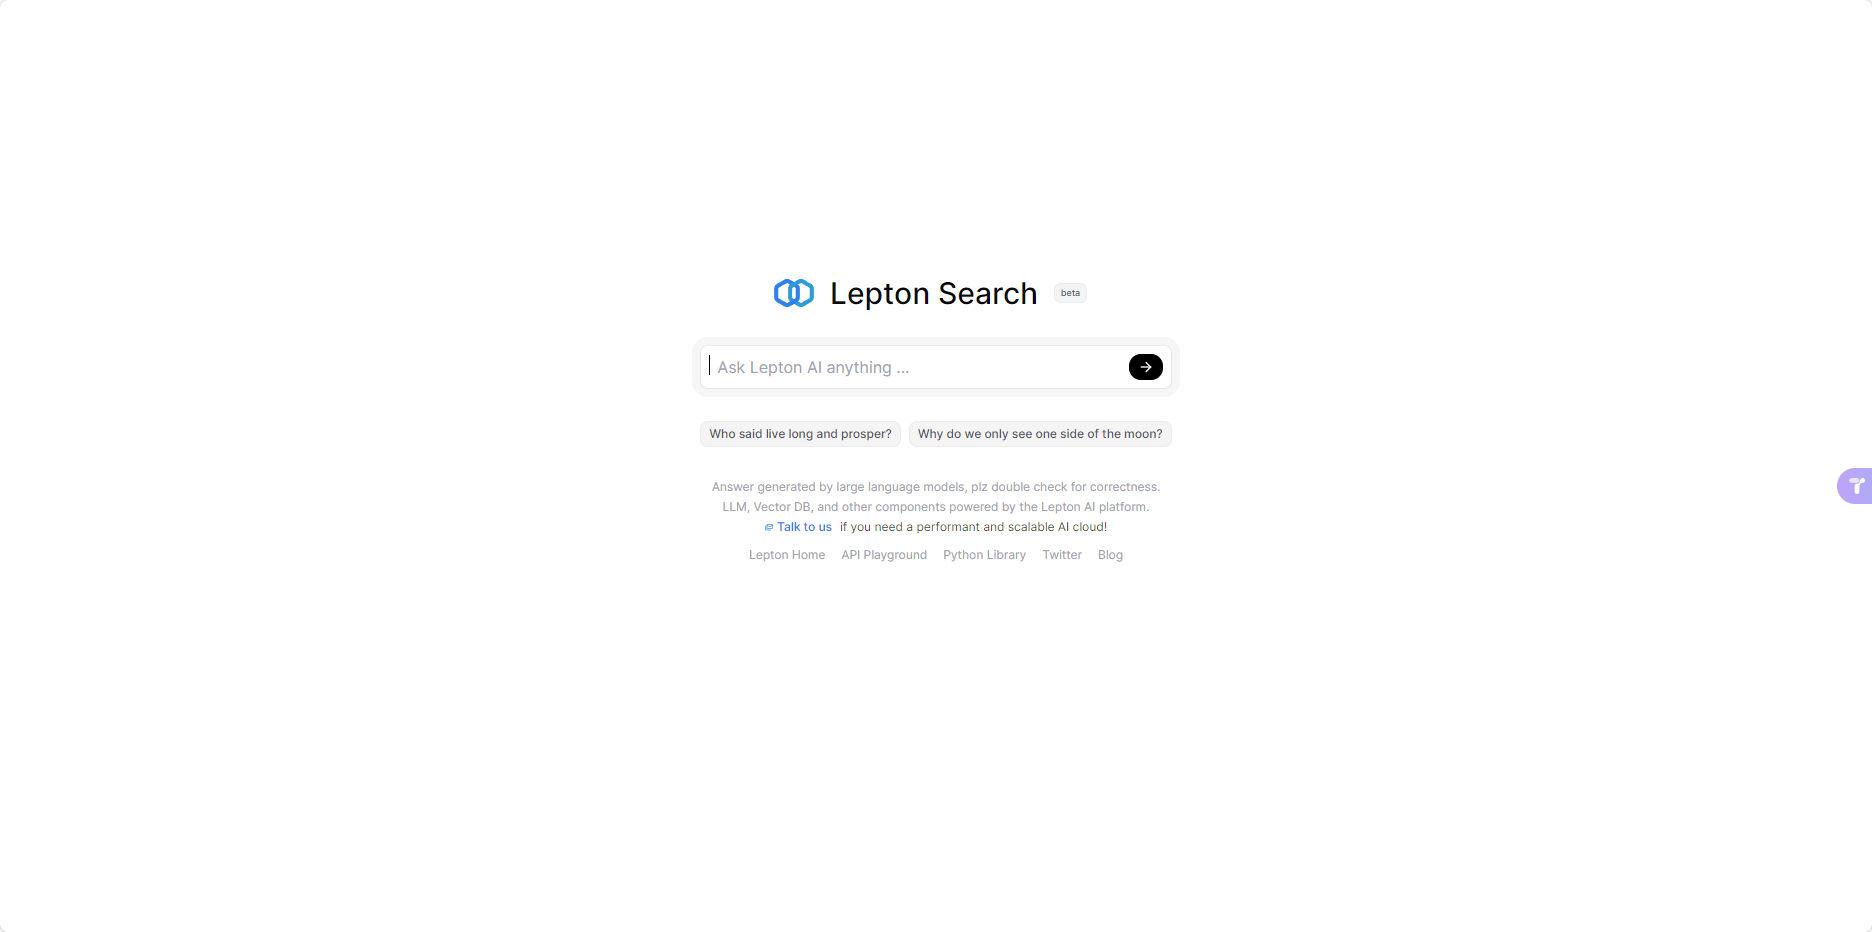 Lepton Search beta
Ask Lepton AI anything ...
Who said live long and prosper? Why do we only see one side of the moon?
Answer generated by large language models, plz double check for correctness.
LLM, Vector DB, and other components powered by the Lepton AI platform.
Talk to us if you need a performant and scalable AI cloud!
Lepton Home API Playground Python Library Twitter Blog